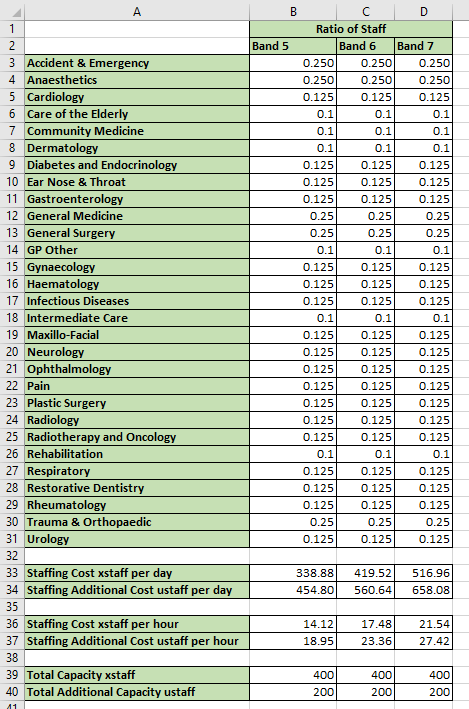 A B C D
1 Ratio of Staff
2 Band 5 Band 6 Band 7
3 Accident & Emergency 0.250 0.250 0.250
4 Anaesthetics 0.250 0.250 0.250
5 Cardiology 0.125 0.125 0.125
6 Care of the Elderly 0.1 0.1 0.1
7 Community Medicine 0.1 0.1 0.1
8 Dermatology 0.1 0.1 0.1
9 Diabetes and Endocrinology 0.125 0.125 0.125
10 Ear Nose & Throat 0.125 0.125 0.125
11 Gastroenterology 0.125 0.125 0.125
12 General Medicine 0.25 0.25 0.25
13 General Surgery 0.25 0.25 0.25
14 GP Other 0.1 0.1 0.1
15 Gynaecology 0.125 0.125 0.125
16 Haematology 0.125 0.125 0.125
17 Infectious Diseases 0.125 0.125 0.125
18 Intermediate Care 0.1 0.1 0.1
19 Maxillo-Facial 0.125 0.125 0.125
20 Neurology 0.125 0.125 0.125
21 Ophthalmology 0.125 0.125 0.125
22 Pain 0.125 0.125 0.125
23 Plastic Surgery 0.125 0.125 0.125
24 Radiology 0.125 0.125 0.125
25 Radiotherapy and Oncology 0.125 0.125 0.125
26 Rehabilitation 0.1 0.1 0.1
27 Respiratory 0.125 0.125 0.125
28 Restorative Dentistry 0.125 0.125 0.125
29 Rheumatology 0.125 0.125 0.125
30 Trauma & Orthopaedic 0.25 0.25 0.25
31 Urology 0.125 0.125 0.125
32
33 Staffing Cost xstaff per day 338.88 419.52 516.96
34 Staffing Additional Cost ustaff per day 454.80 560.64 658.08
35
36 Staffing Cost xstaff per hour 14.12 17.48 21.54
37 Staffing Additional Cost ustaff per hour 18.95 23.36 27.42
38
39 Total Capacity xstaff 400 400 400
40 Total Additional Capacity ustaff 200 200 200
41